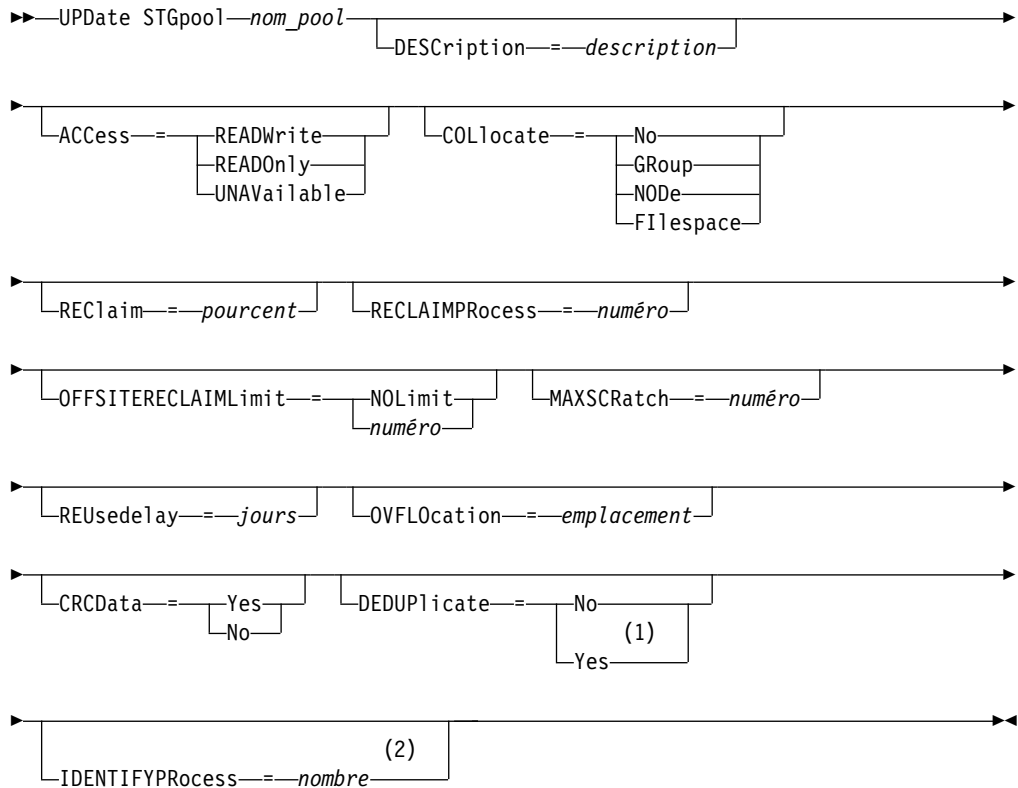 UPDate STGpool nom_pool
DESCription = description
ACCess = READWrite
READOnly
UNAVailable
COLlocate = No
GRoup
NODe
FIlespace
REClaim = pourcent
RECLAIMPRocess = numéro
OFFSITERECLAIMLimit = NOLimit
numéro
MAXSCRatch = numéro
REUsedelay = jours
OVFLOcation = emplacement
CRCData = Yes
No
DEDUPlicate = No
(1)
Yes
(2)
IDENTIFYPRocess = nombre